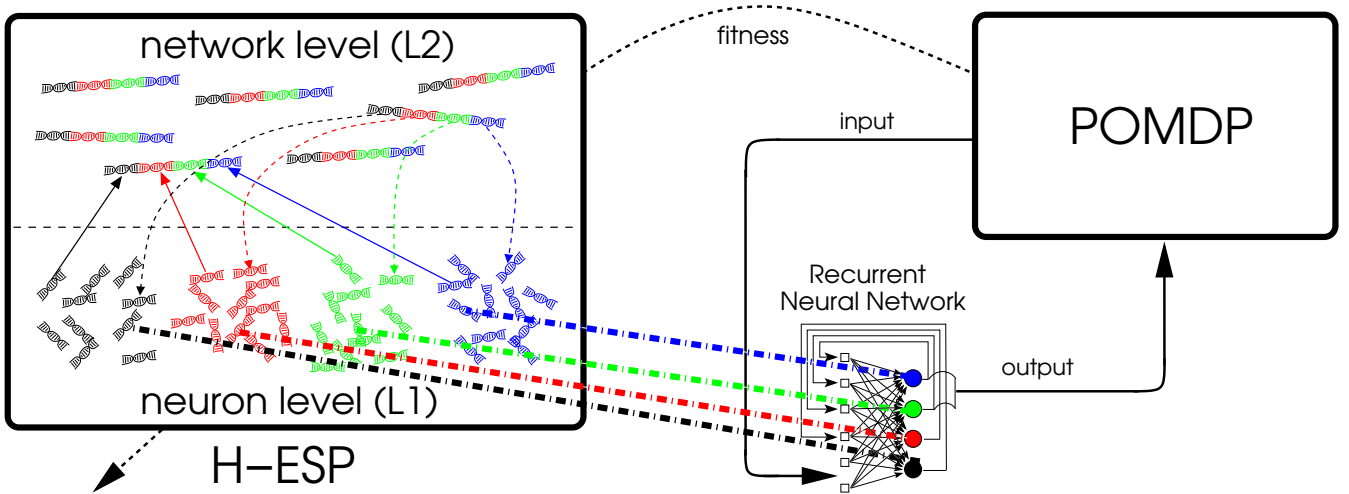 network level (L2)
fitness
POMDP
input
Recurrent
Neural Network
output
neuron level (L1)
H–ESP